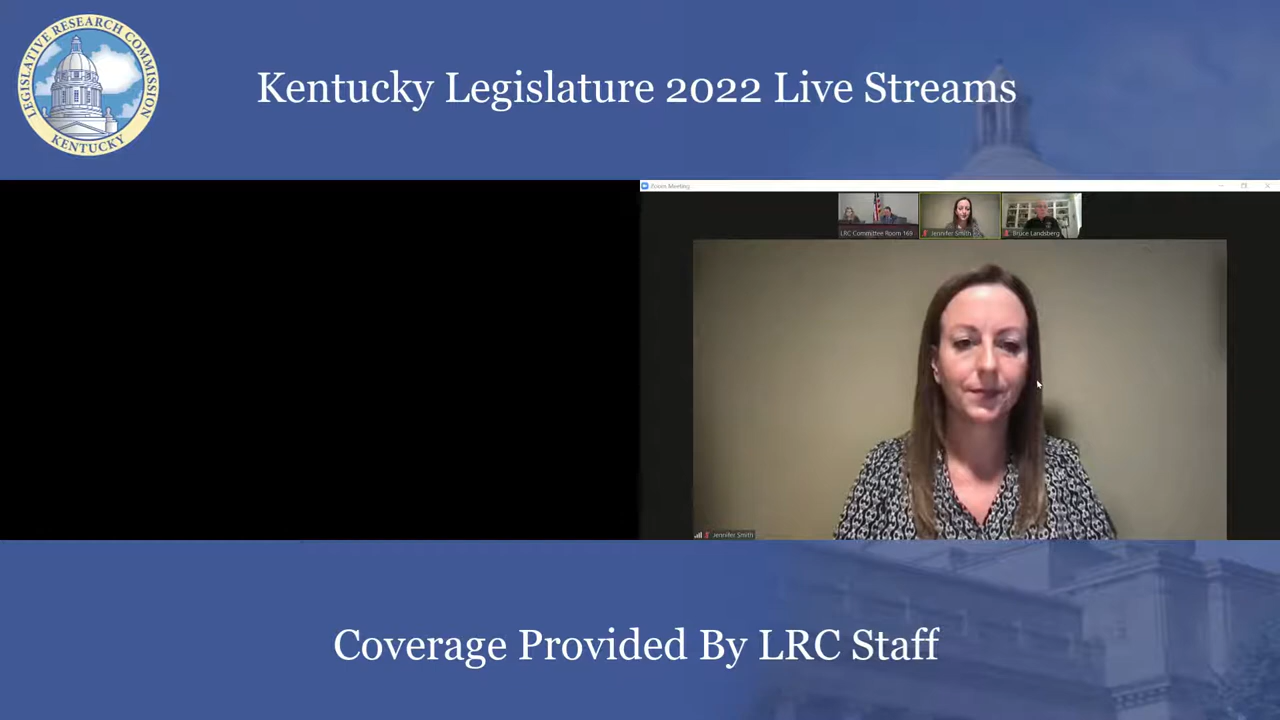 LEGISLATIVE RESEARCH COMMISSION
KENTUCKY
Kentucky Legislature 2022 Live Streams
Zoom Meeting
LRC Committee Room 169
Jennifer Smith
Bruce Landsberg
Jennifer Smith
Coverage Provided By LRC Staff